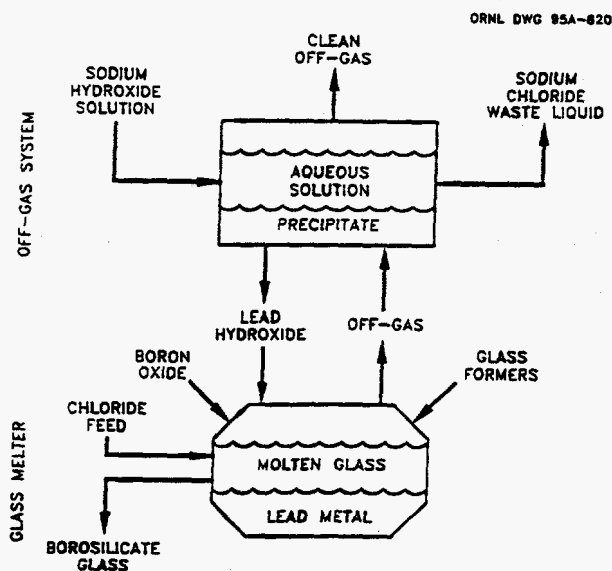 ORNL DWG 95A-820
CLEAN
OFF-GAS
SODIUM
HYDROXIDE
SOLUTION
SODIUM
CHLORIDE
WASTE LIQUID
OFF-GAS SYSTEM
AQUEOUS
SOLUTION
PRECIPITATE
LEAD
HYDROXIDE
OFF-GAS
BORON
OXIDE
GLASS
FORMERS
CHLORIDE
FEED
GLASS MELTER
MOLTEN GLASS
LEAD METAL
BOROSILICATE
GLASS